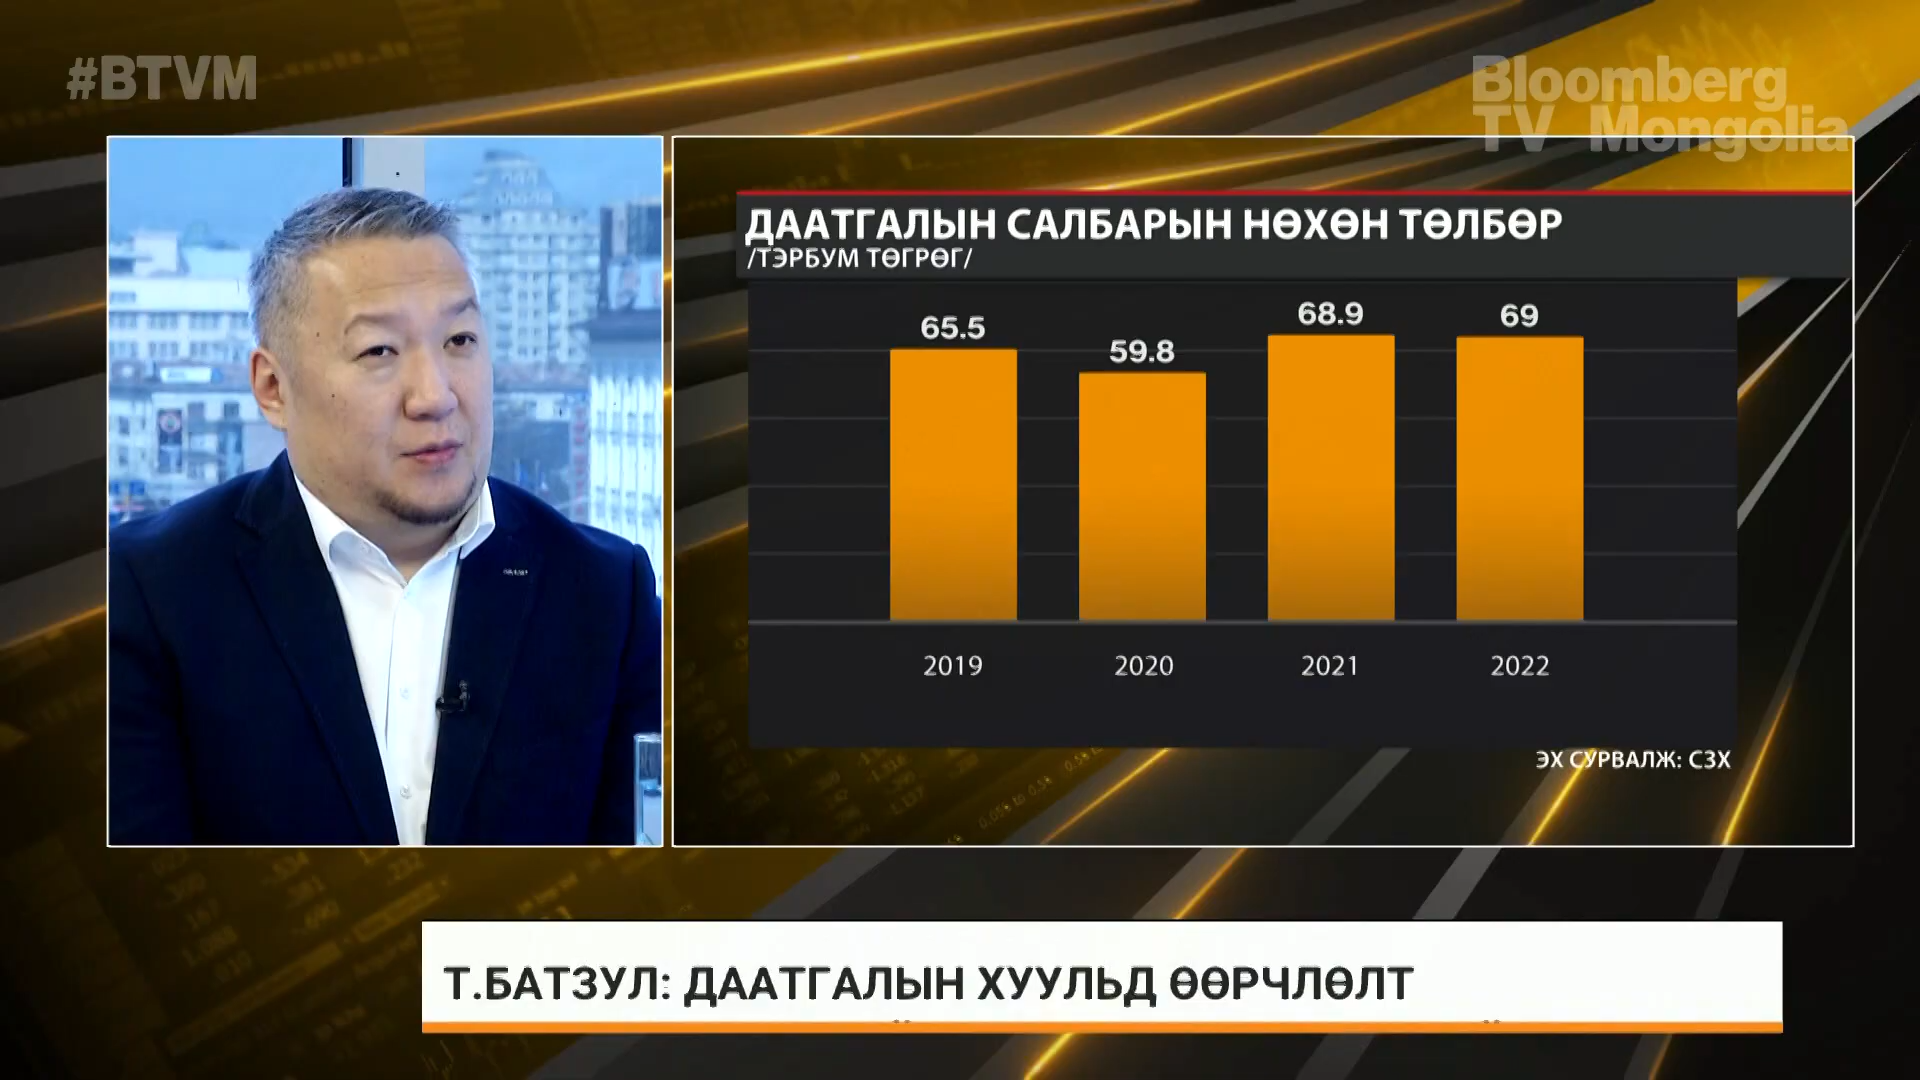 #BTVM
Bloomberg
TV Mongolia
ДААТГАЛЫН САЛБАРЫН НӨХӨН ТӨЛБӨР
/ТЭРБУМ ТӨГРӨГ/
65.5
59.8
68.9
69
2019
2020
2021
2022
ЭХ СУРВАЛЖ: СЗХ
Т.БАТЗУЛ: ДААТГАЛЫН ХУУЛЬД ӨӨРЧЛӨЛТ